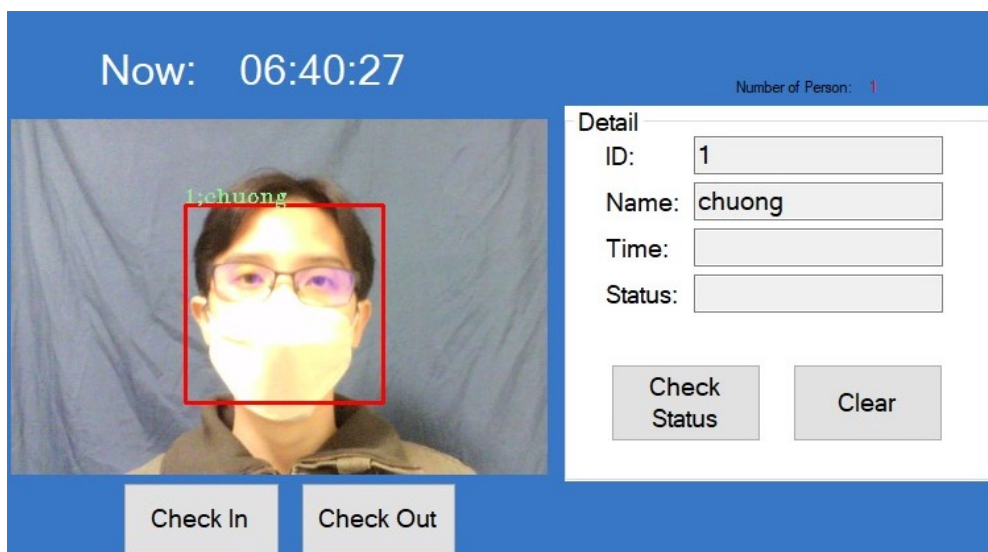 Now: 06:40:27
Number of Person: 1
1;chuong
Detail
ID: 1
Name: chuong
Time:
Status:
Check
Status
Clear
Check In
Check Out